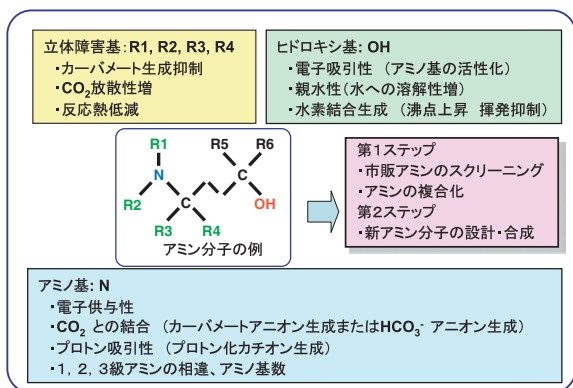 立体障害基:R1, R2, R3, R4
・カーバメート生成抑制
・CO₂放散性増
・反応熱低減
ヒドロキシ基:OH
・電子吸引性 (アミノ基の活性化)
・親水性(水への溶解性増)
・水素結合生成 (沸点上昇 揮発抑制)
R1
R5 R6
N
C
R2
C
OH
R3 R4
アミン分子の例
第1ステップ
・市販アミンのスクリーニング
・アミンの複合化
第2ステップ
・新アミン分子の設計・合成
アミノ基: N
・電子供与性
・CO₂ との結合 (カーバメートアニオン生成またはHCO₃⁻ アニオン生成)
・プロトン吸引性 (プロトン化カチオン生成)
・1, 2, 3級アミンの相違、アミノ基数